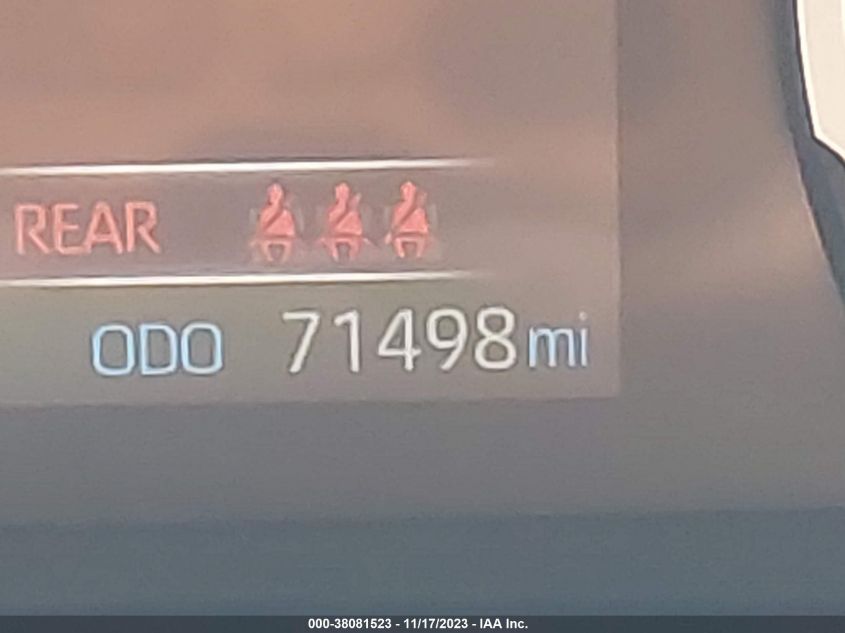 REAR
ODO 71498 mi
000-38081523 - 11/17/2023 - IAA Inc.